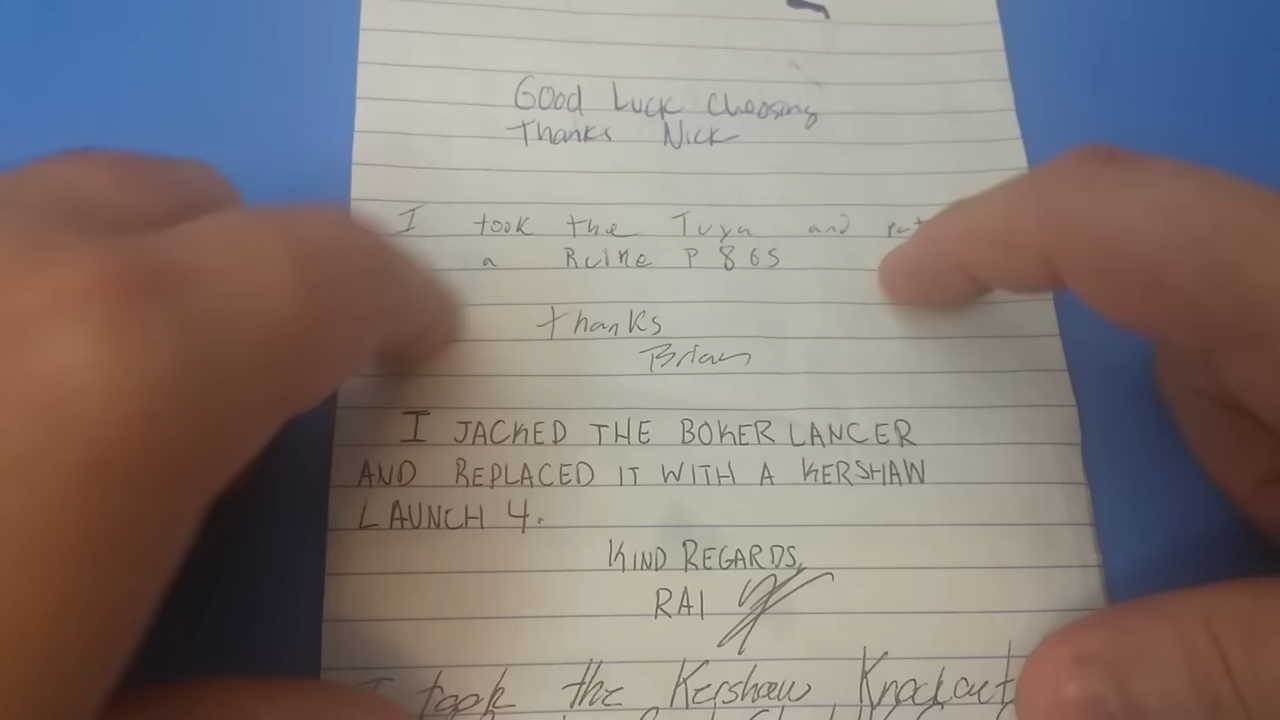 Good Luck Choosing
Thanks Nick
I took the Tuya and put
a Ruike P 865
Thanks
Brian
I JACKED THE BOKER LANCER
AND REPLACED IT WITH A KERSHAW
LAUNCH 4.
KIND REGARDS,
RAI
I took the Kershaw Knockout